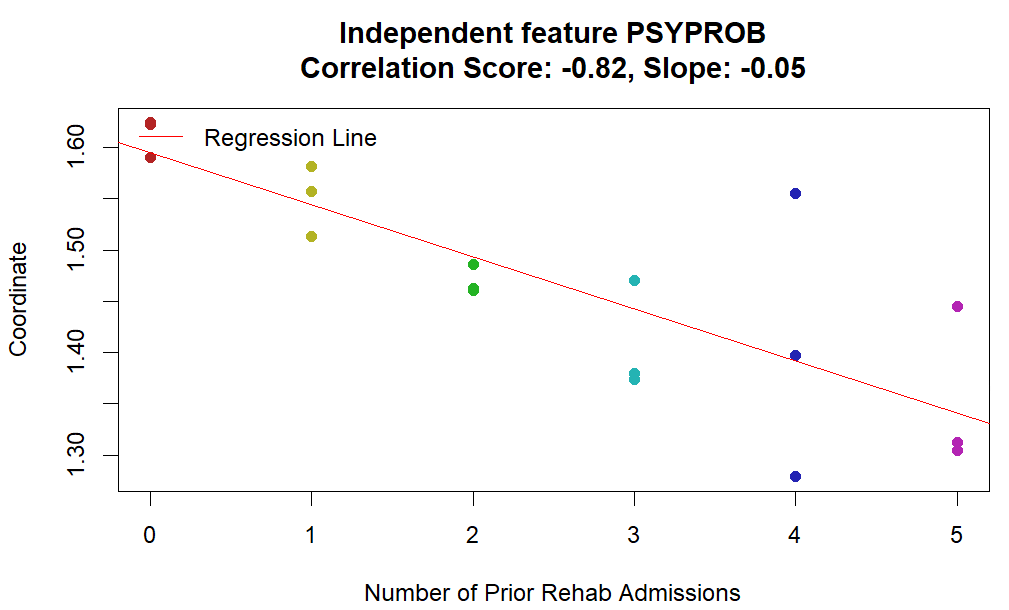 Independent feature PSYPROB
Correlation Score: -0.82, Slope: -0.05
Regression Line
1.60
1.50
1.40
1.30
Coordinate
0 1 2 3 4 5
Number of Prior Rehab Admissions